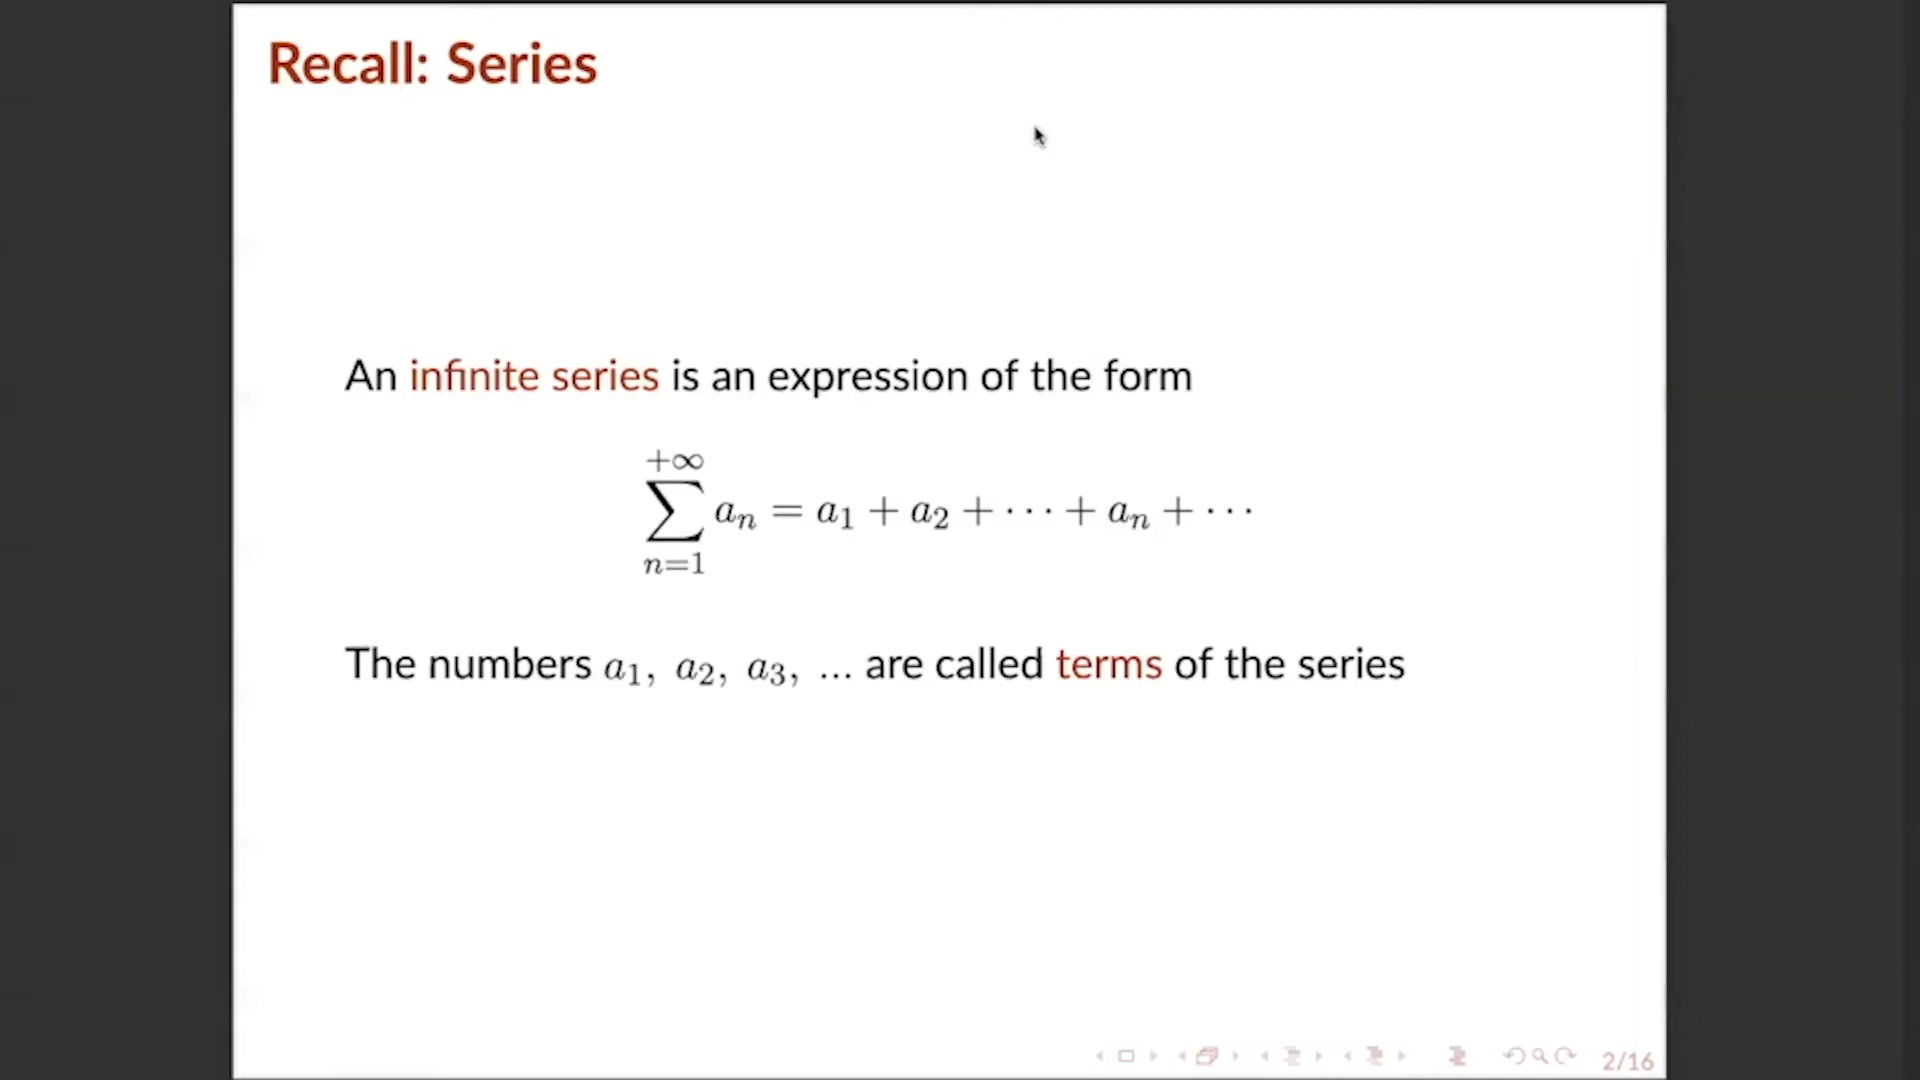 Recall: Series
An infinite series is an expression of the form
+∞
∑ aₙ = a₁ + a₂ + ⋯ + aₙ + ⋯
n=1
The numbers a₁, a₂, a₃, ... are called terms of the series
2/16